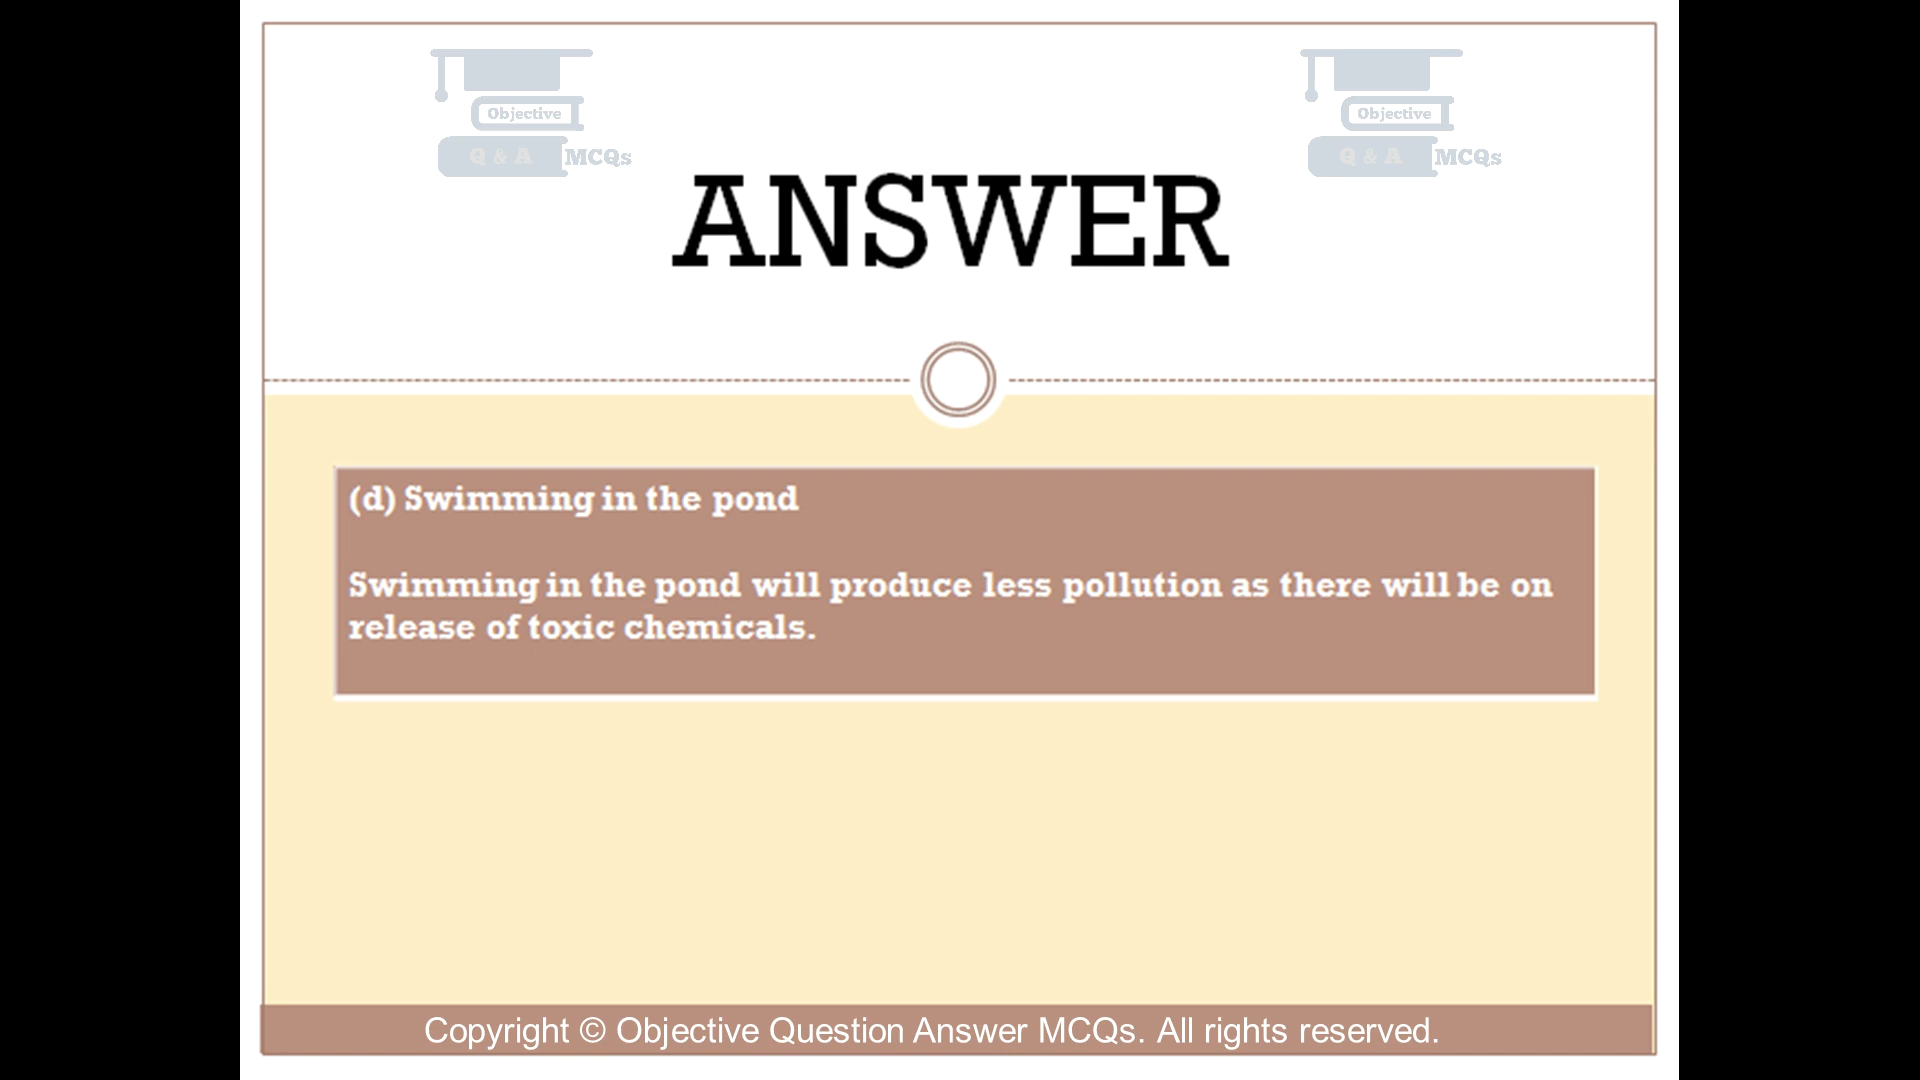 Objective
Q & A MCQs
Objective
Q & A MCQs
ANSWER
(d) Swimming in the pond
Swimming in the pond will produce less pollution as there will be on
release of toxic chemicals.
Copyright © Objective Question Answer MCQs. All rights reserved.